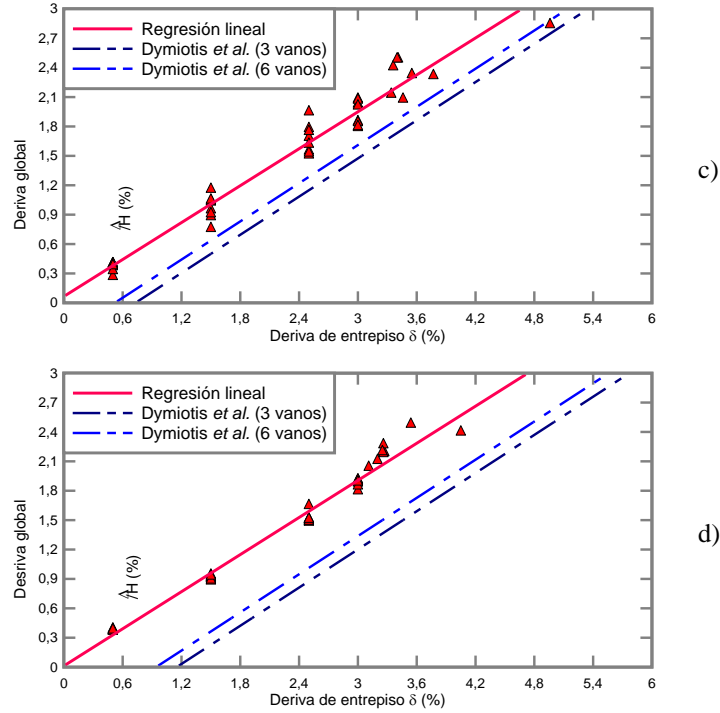 3
2,7
2,4
2,1
1,8
1,5
1,2
0,9
0,6
0,3
0
Deriva global
/H (%)
Regresión lineal
Dymiotis et al. (3 vanos)
Dymiotis et al. (6 vanos)
0 0,6 1,2 1,8 2,4 3 3,6 4,2 4,8 5,4 6
Deriva de entrepiso δ (%)
c)
3
2,7
2,4
2,1
1,8
1,5
1,2
0,9
0,6
0,3
0
Desriva global
/H (%)
Regresión lineal
Dymiotis et al. (3 vanos)
Dymiotis et al. (6 vanos)
0 0,6 1,2 1,8 2,4 3 3,6 4,2 4,8 5,4 6
Deriva de entrepiso δ (%)
d)